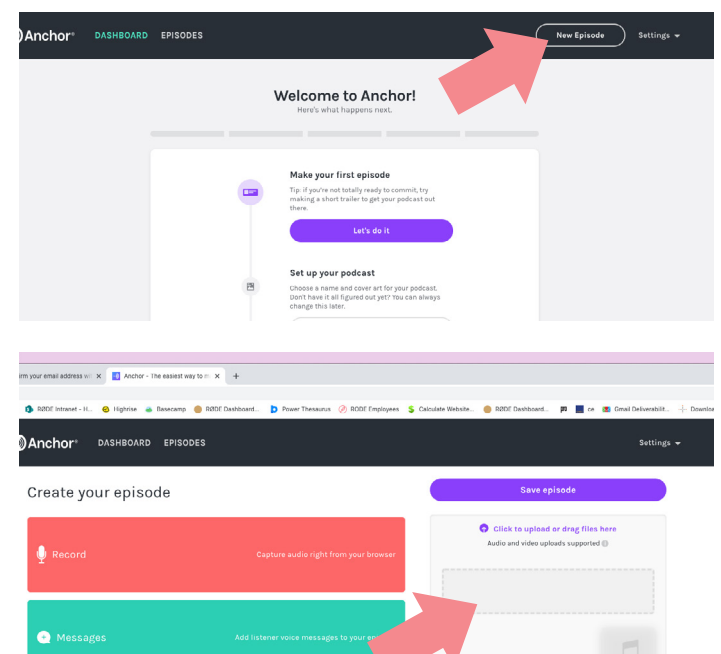 Anchor DASHBOARD EPISODES New Episode Settings
Welcome to Anchor!
Here's what happens next.
Make your first episode
Tip: if you're not totally ready to commit, try
making a short trailer to get your podcast out
there.
Let's do it
Set up your podcast
Choose a name and cover art for your podcast.
Don't have it all figured out yet? You can always
change this later.
your email address Anchor – The easiest way to m
RØDE Intranet - H... Highrise Basecamp RØDE Dashboard... Power Thesaurus RODE Employees Calculate Website... RØDE Dashboard... ce Gmail Deliverabilit...
Anchor DASHBOARD EPISODES Settings
Create your episode
Save episode
Click to upload or drag files here
Audio and video uploads supported
Record Capture audio right from your browser
Messages Add listener voice messages to your